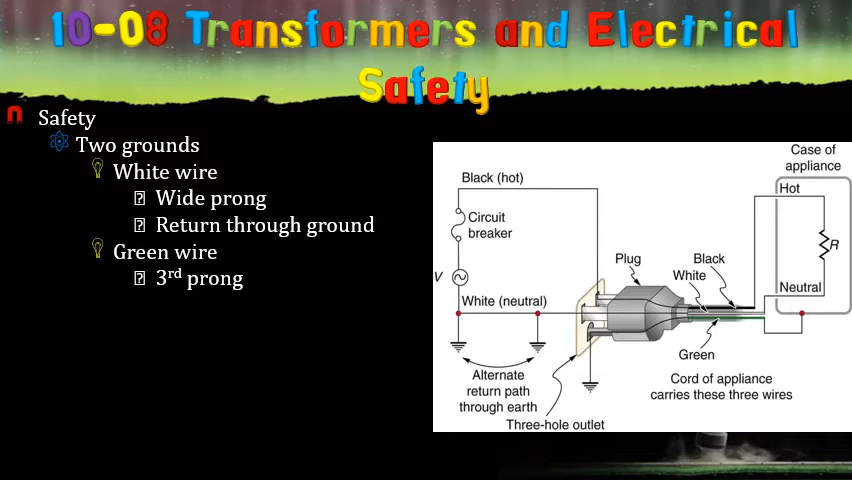 10-08 Transformers and Electrical
Safety
Safety
Two grounds
White wire
Wide prong
Return through ground
Green wire
3rd prong
Case of
appliance
Black (hot)
Hot
Circuit
breaker
R
Plug
Black
White
V
White (neutral)
Neutral
Green
Alternate
return path
through earth
Cord of appliance
carries these three wires
Three-hole outlet